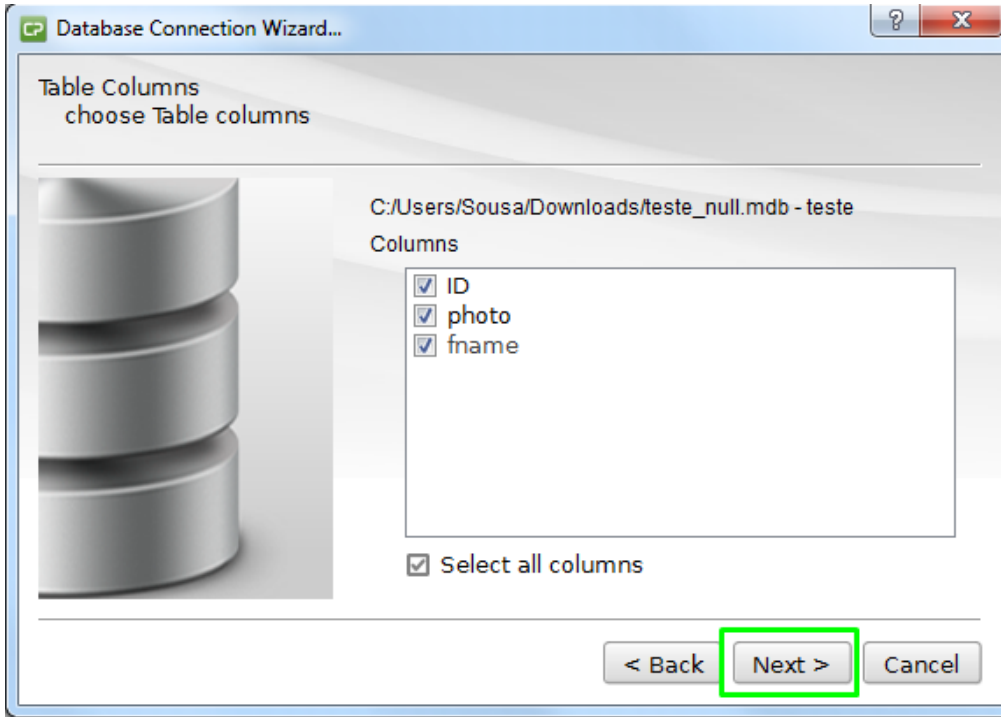 CP Database Connection Wizard...
? X
Table Columns
choose Table columns
C:/Users/Sousa/Downloads/teste_null.mdb - teste
Columns
ID
photo
fname
Select all columns
< Back Next > Cancel